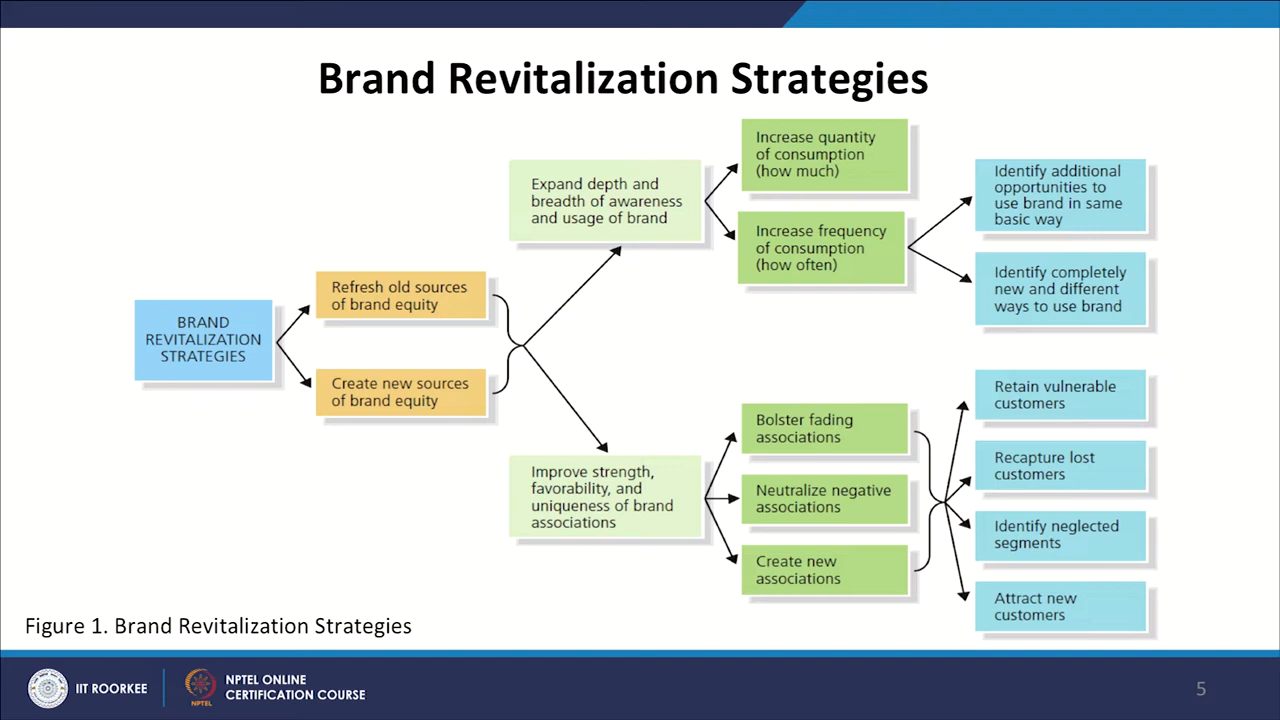 Brand Revitalization Strategies
BRAND
REVITALIZATION
STRATEGIES
Refresh old sources
of brand equity
Create new sources
of brand equity
Expand depth and
breadth of awareness
and usage of brand
Improve strength,
favorability, and
uniqueness of brand
associations
Increase quantity
of consumption
(how much)
Increase frequency
of consumption
(how often)
Bolster fading
associations
Neutralize negative
associations
Create new
associations
Identify additional
opportunities to
use brand in same
basic way
Identify completely
new and different
ways to use brand
Retain vulnerable
customers
Recapture lost
customers
Identify neglected
segments
Attract new
customers
Figure 1. Brand Revitalization Strategies
IIT ROORKEE
NPTEL
NPTEL ONLINE
CERTIFICATION COURSE
5